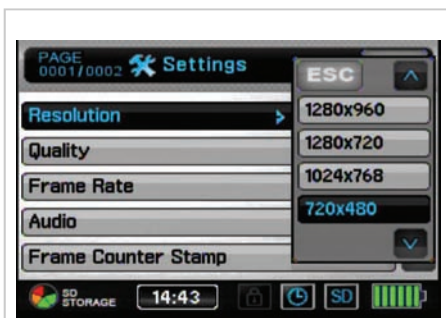 PAGE
0001/0002 Settings
ESC
Resolution
1280x960
Quality
1280x720
Frame Rate
1024x768
Audio
720x480
Frame Counter Stamp
SD
STORAGE 14:43 SD